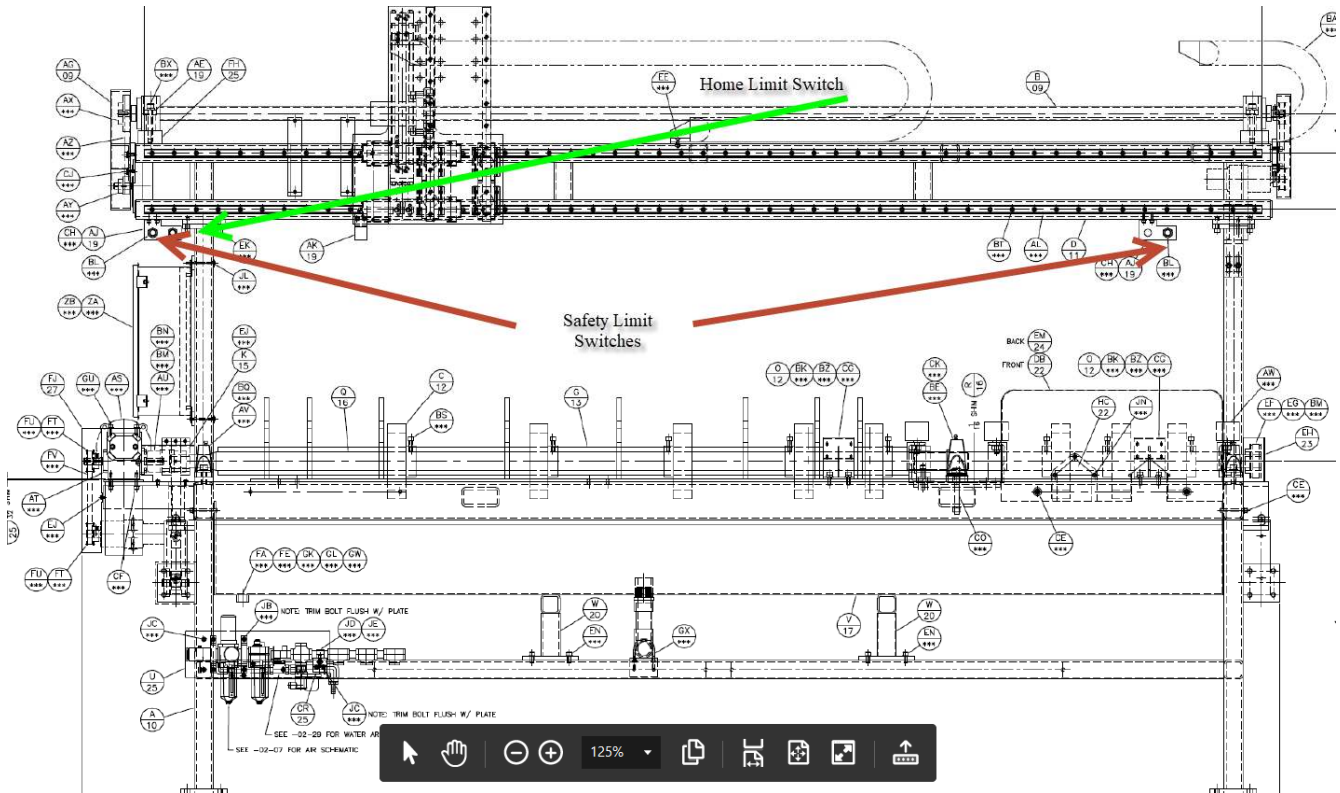 AG
09
BX
***
AE
19
FH
25
EE
***
Home Limit Switch
B
09
BA
***
AX
***
AZ
***
CJ
***
AY
***
CH
***
AJ
19
BL
***
EK
***
AK
19
BT
***
AL
***
D
11
CH
***
AJ
19
BL
***
JL
***
ZB
***
ZA
***
Safety Limit
Switches
BN
***
BM
***
AU
***
EJ
***
K
15
BQ
***
AV
***
FJ
27
GU
***
AS
***
FU
***
FT
***
FV
***
AT
***
EJ
***
FU
***
FT
***
CF
***
Q
16
C
12
BS
***
G
13
O
12
BK
***
BZ
***
CG
***
CK
***
BE
***
SHIM
R
16
BACK
EM
24
FRONT
DB
22
O
12
BK
***
BZ
***
CG
***
HC
22
JN
***
AW
***
EF
***
EG
***
BM
***
EH
23
CE
***
CO
***
CE
***
FA
***
FE
***
GK
***
GL
***
GW
***
JB
***
NOTE: TRIM BOLT FLUSH W/ PLATE
JC
***
JD
***
JE
***
U
25
A
10
W
20
EN
***
GX
***
V
17
W
20
EN
***
CR
25
JC
***
NOTE: TRIM BOLT FLUSH W/ PLATE
SEE -02-29 FOR WATER
SEE -02-07 FOR AIR SCHEMATIC
125%